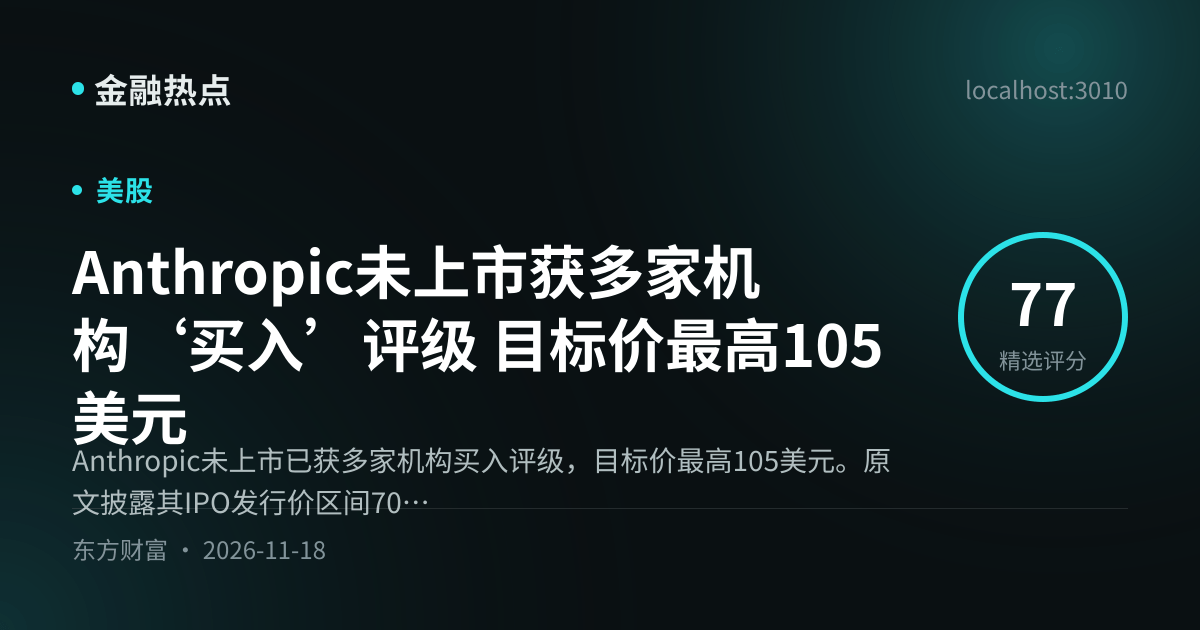 金融热点
localhost:3010
美股
Anthropic未上市获多家机
构‘买入’评级 目标价最高105
美元
77
精选评分
Anthropic未上市已获多家机构买入评级，目标价最高105美元。原
文披露其IPO发行价区间70…
东方财富 · 2026-11-18